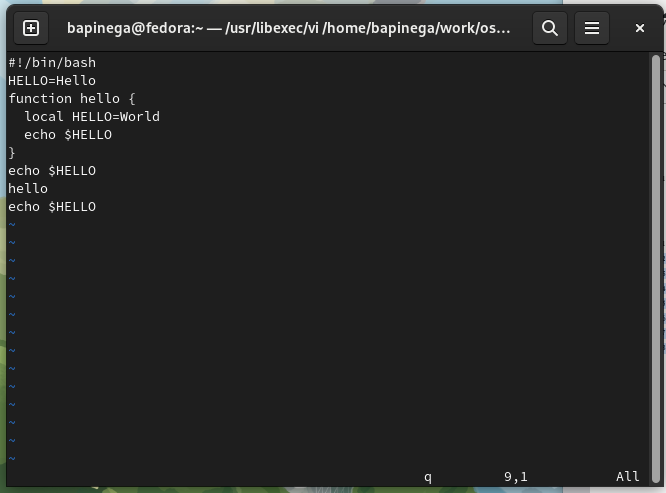 bapinega@fedora:~ — /usr/libexec/vi /home/bapinega/work/os…
#!/bin/bash
HELLO=Hello
function hello {
  local HELLO=World
  echo $HELLO
}
echo $HELLO
hello
echo $HELLO
~
~
~
~
~
~
~
~
~
~
~
~
~
~
q 9,1 All